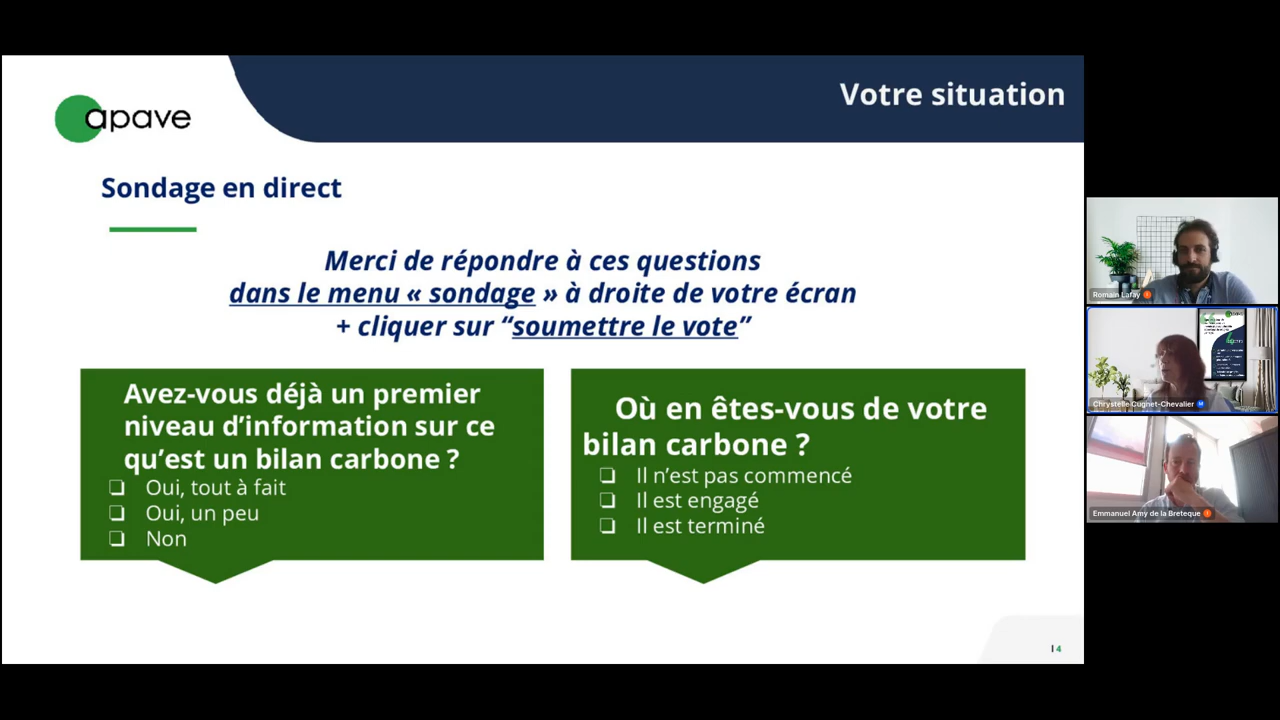 Votre situation
apave
Sondage en direct
Merci de répondre à ces questions
dans le menu « sondage » à droite de votre écran
+ cliquer sur “soumettre le vote”
Avez-vous déjà un premier
niveau d’information sur ce
qu’est un bilan carbone ?
❏ Oui, tout à fait
❏ Oui, un peu
❏ Non
Où en êtes-vous de votre
bilan carbone ?
❏ Il n’est pas commencé
❏ Il est engagé
❏ Il est terminé
I 4
Romain Lafay
Chrystelle Cugnet-Chevalier
Emmanuel Amy de la Breteque